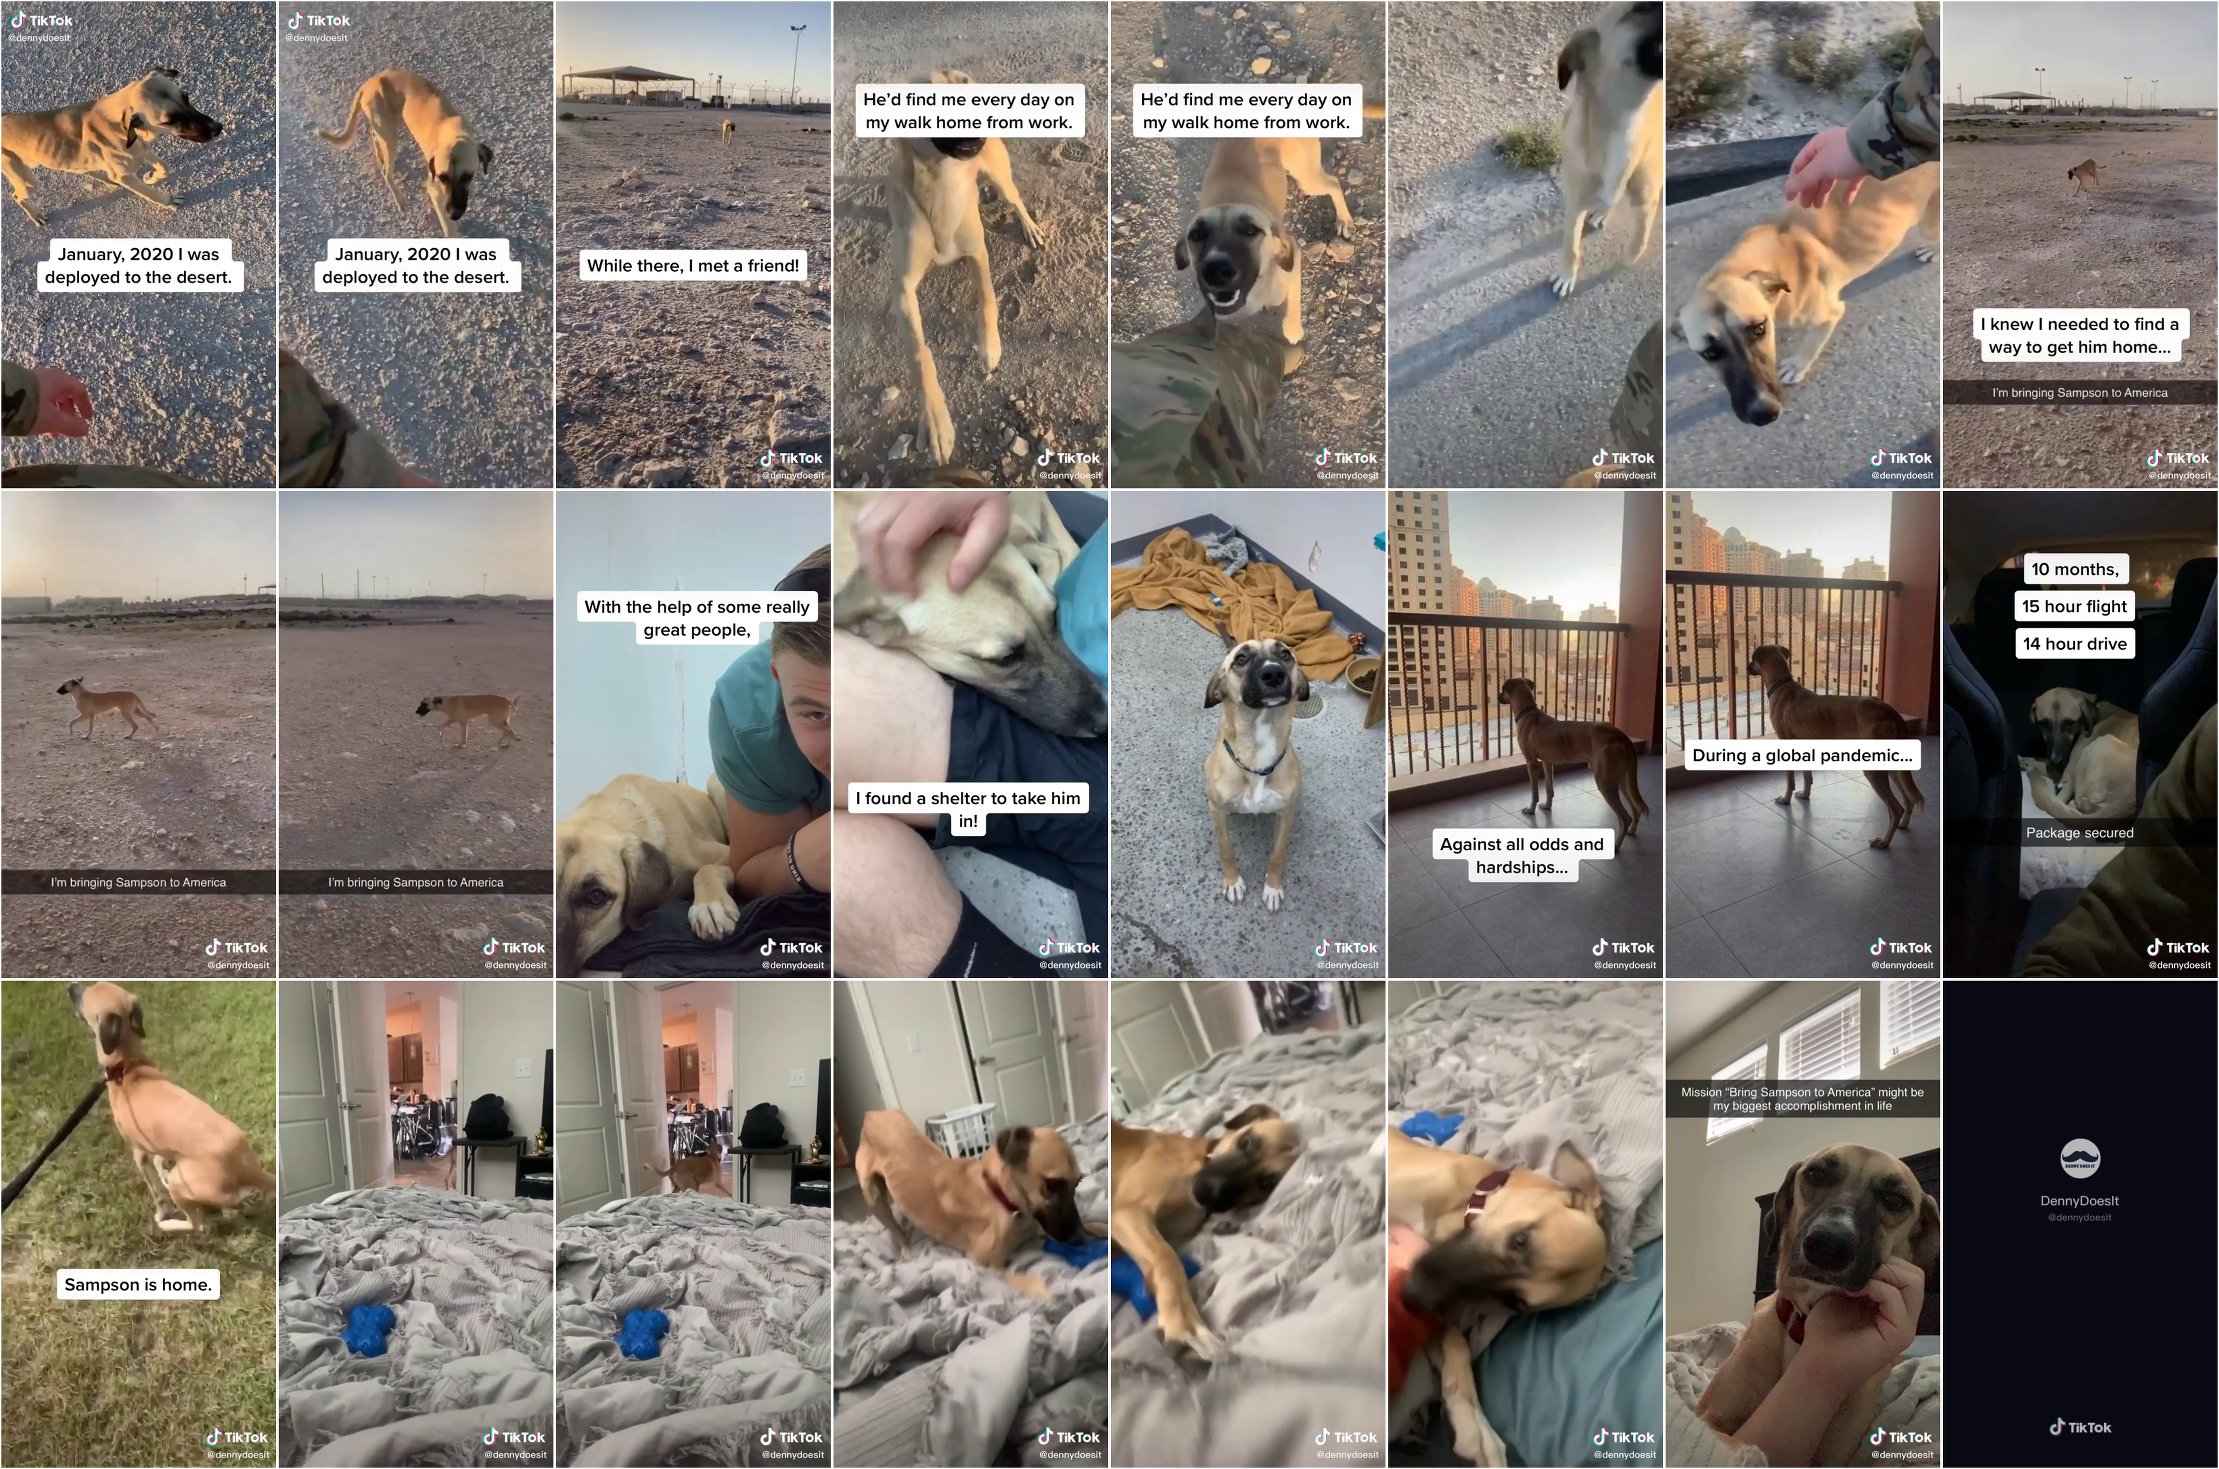 TikTok
@dennydoesit
January, 2020 I was
deployed to the desert.
TikTok
@dennydoesit
January, 2020 I was
deployed to the desert.
While there, I met a friend!
TikTok
@dennydoesit
He'd find me every day on
my walk home from work.
TikTok
@dennydoesit
He'd find me every day on
my walk home from work.
TikTok
@dennydoesit
TikTok
@dennydoesit
TikTok
@dennydoesit
I knew I needed to find a
way to get him home...
I'm bringing Sampson to America
TikTok
@dennydoesit
I'm bringing Sampson to America
TikTok
@dennydoesit
I'm bringing Sampson to America
TikTok
@dennydoesit
With the help of some really
great people,
TikTok
@dennydoesit
I found a shelter to take him
in!
TikTok
@dennydoesit
TikTok
@dennydoesit
Against all odds and
hardships...
TikTok
@dennydoesit
During a global pandemic...
TikTok
@dennydoesit
10 months,
15 hour flight
14 hour drive
Package secured
TikTok
@dennydoesit
Sampson is home.
TikTok
@dennydoesit
TikTok
@dennydoesit
TikTok
@dennydoesit
TikTok
@dennydoesit
TikTok
@dennydoesit
TikTok
@dennydoesit
Mission "Bring Sampson to America" might be
my biggest accomplishment in life
TikTok
@dennydoesit
DENNY DOES IT
DennyDoesIt
@dennydoesit
TikTok